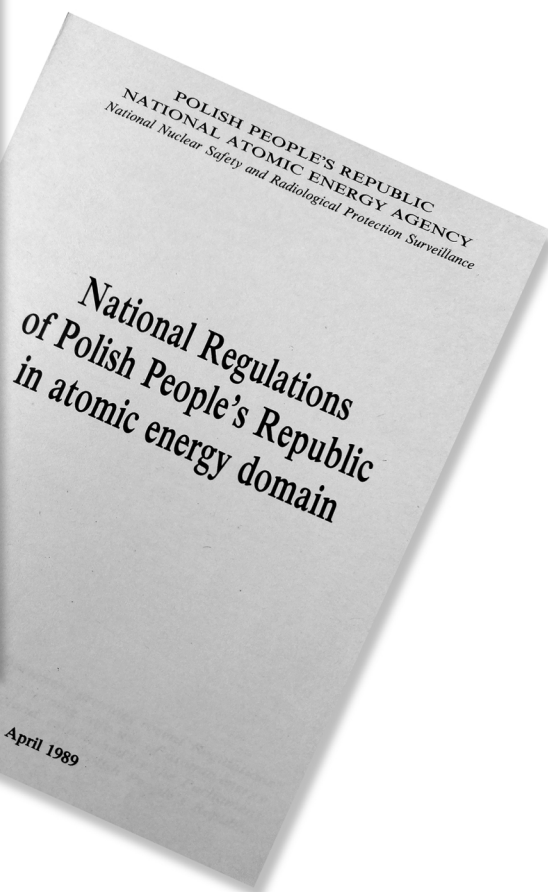 POLISH PEOPLE'S REPUBLIC
NATIONAL ATOMIC ENERGY AGENCY
National Nuclear Safety and Radiological Protection Surveillance
National Regulations
of Polish People's Republic
in atomic energy domain
April 1989